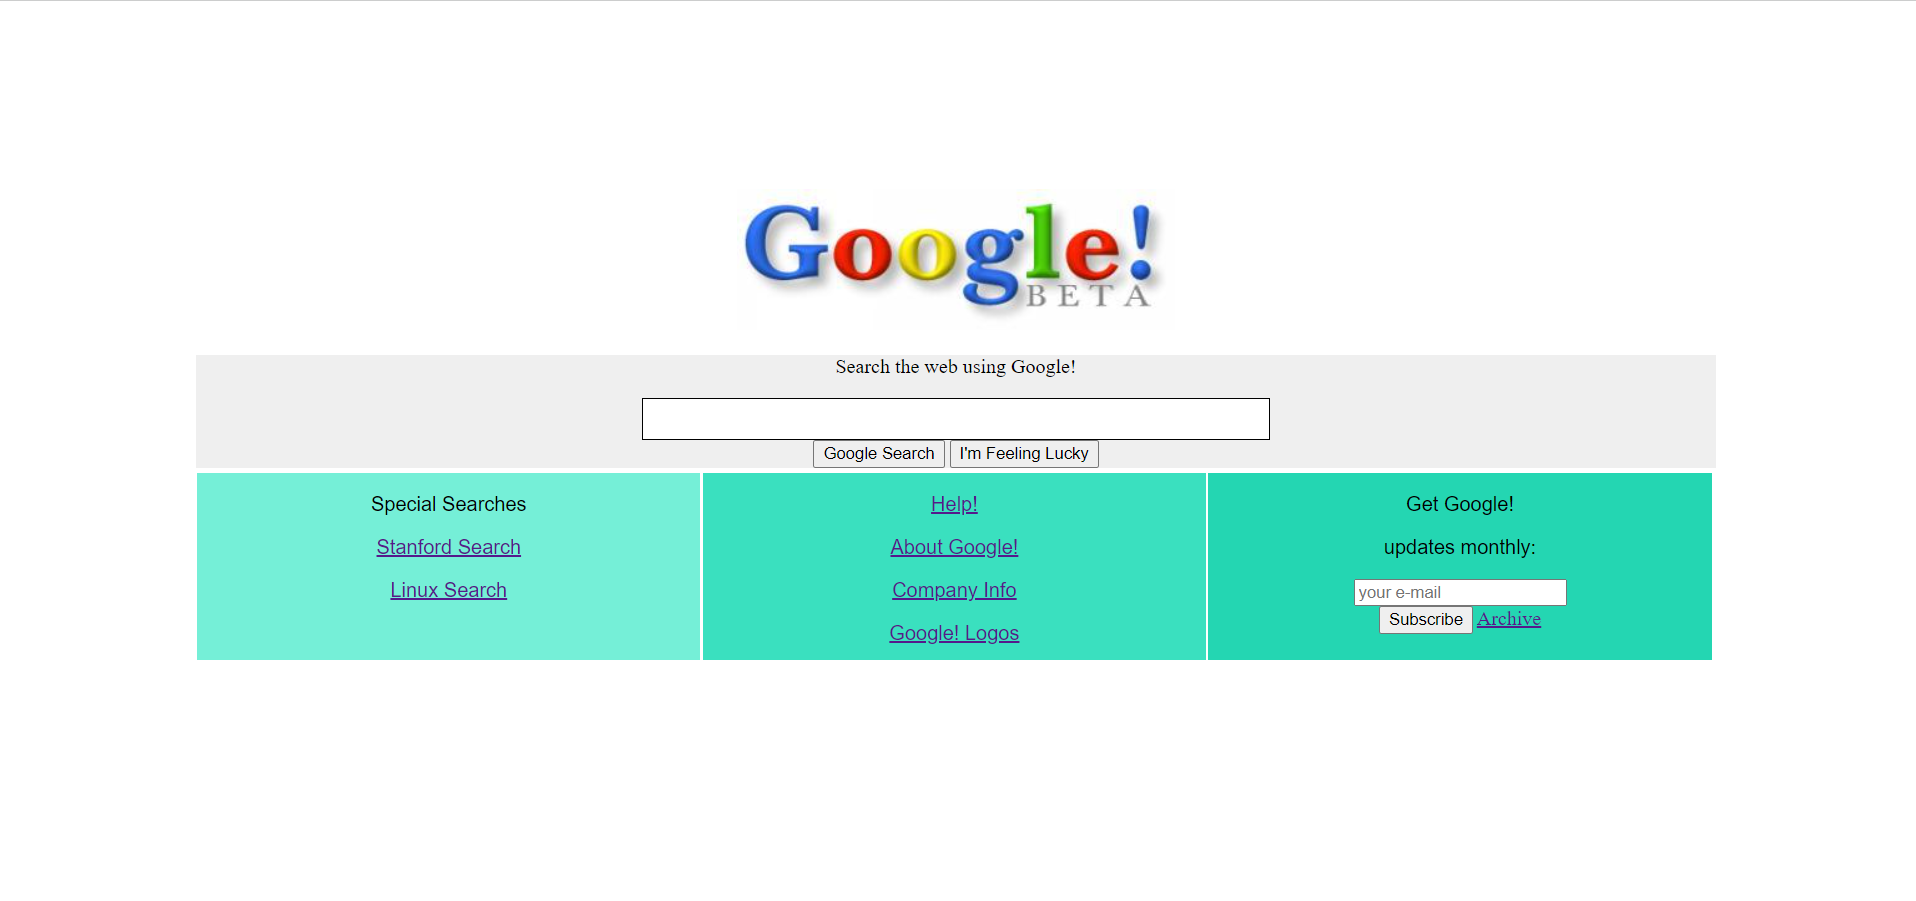 Google!
BETA
Search the web using Google!
Google Search I'm Feeling Lucky
Special Searches
Stanford Search
Linux Search
Help!
About Google!
Company Info
Google! Logos
Get Google!
updates monthly:
your e-mail
Subscribe Archive